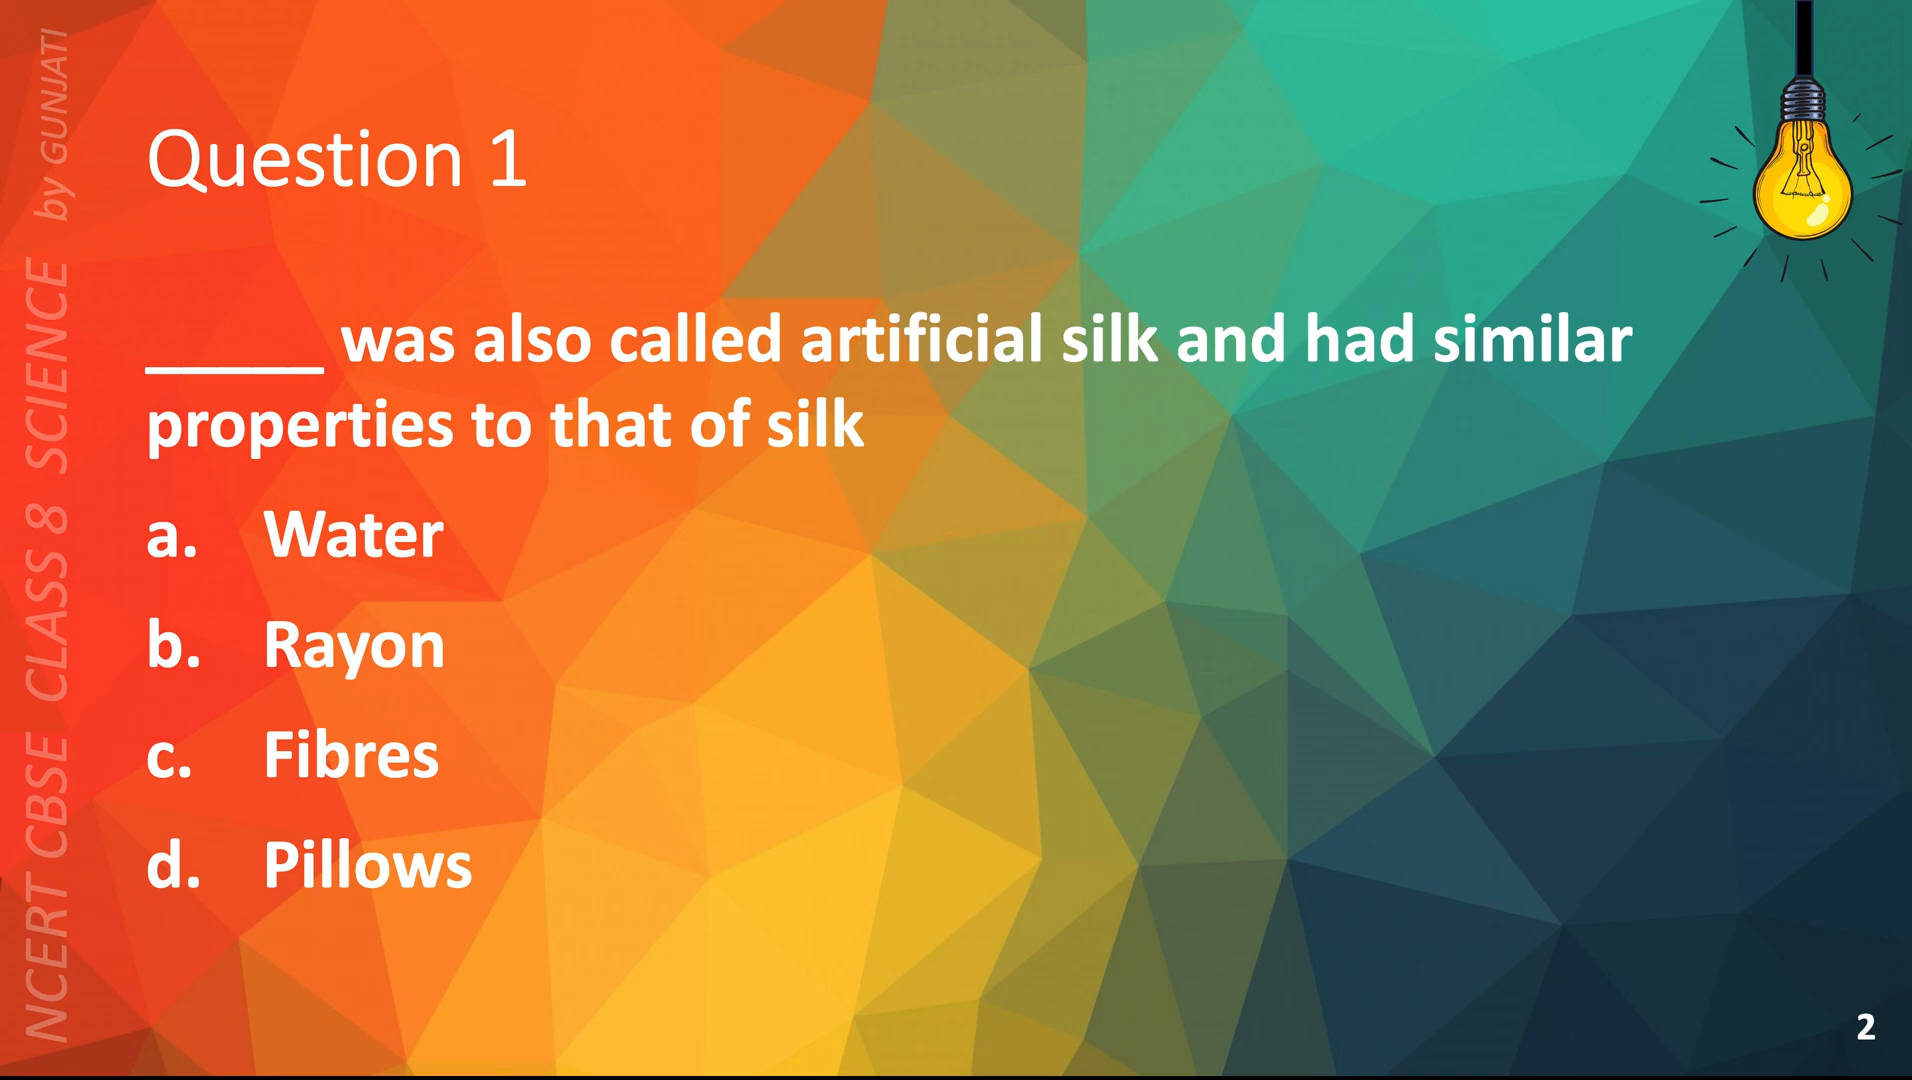 NCERT CBSE CLASS 8 SCIENCE by GUNJATI
Question 1
_____ was also called artificial silk and had similar
properties to that of silk
a. Water
b. Rayon
c. Fibres
d. Pillows
2